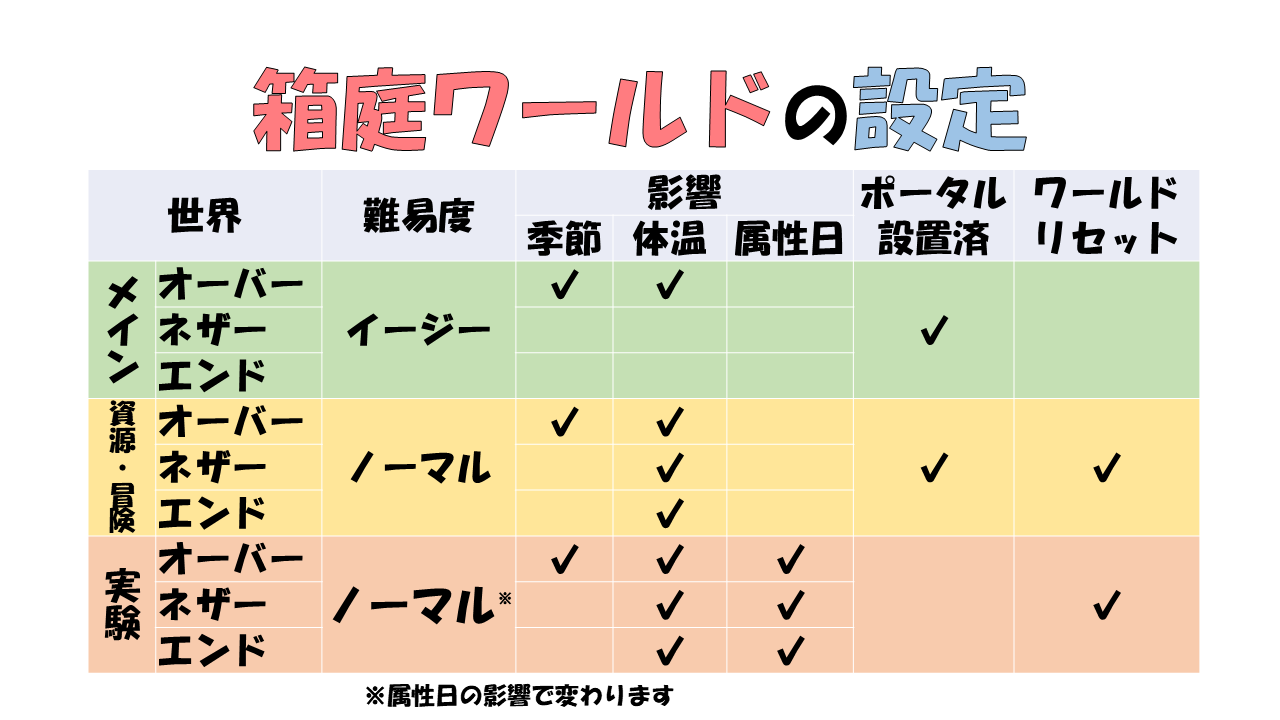 箱庭ワールドの設定
世界 難易度 影響 ポータル設置済 ワールドリセット
季節 体温 属性日
メイン オーバー イージー ✓ ✓ ✓
ネザー
エンド
資源・冒険 オーバー ノーマル ✓ ✓ ✓ ✓
ネザー ✓
エンド ✓
実験 オーバー ノーマル※ ✓ ✓ ✓ ✓
ネザー ✓ ✓
エンド ✓ ✓
※属性日の影響で変わります